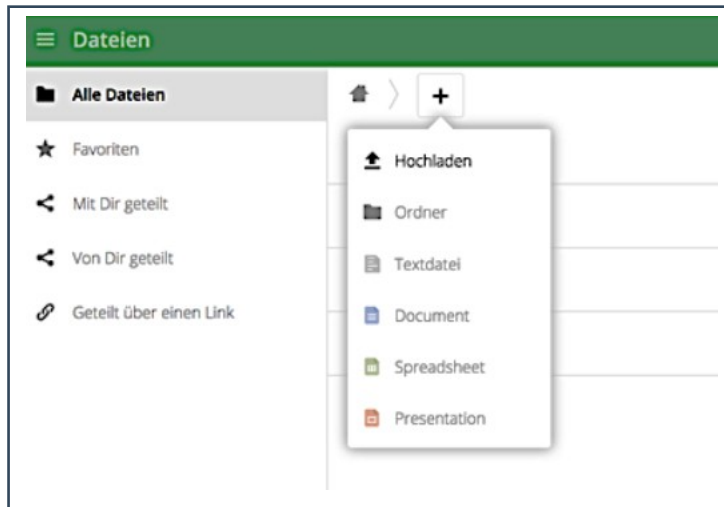 Dateien
Alle Dateien
Favoriten
Mit Dir geteilt
Von Dir geteilt
Geteilt über einen Link
Hochladen
Ordner
Textdatei
Document
Spreadsheet
Presentation